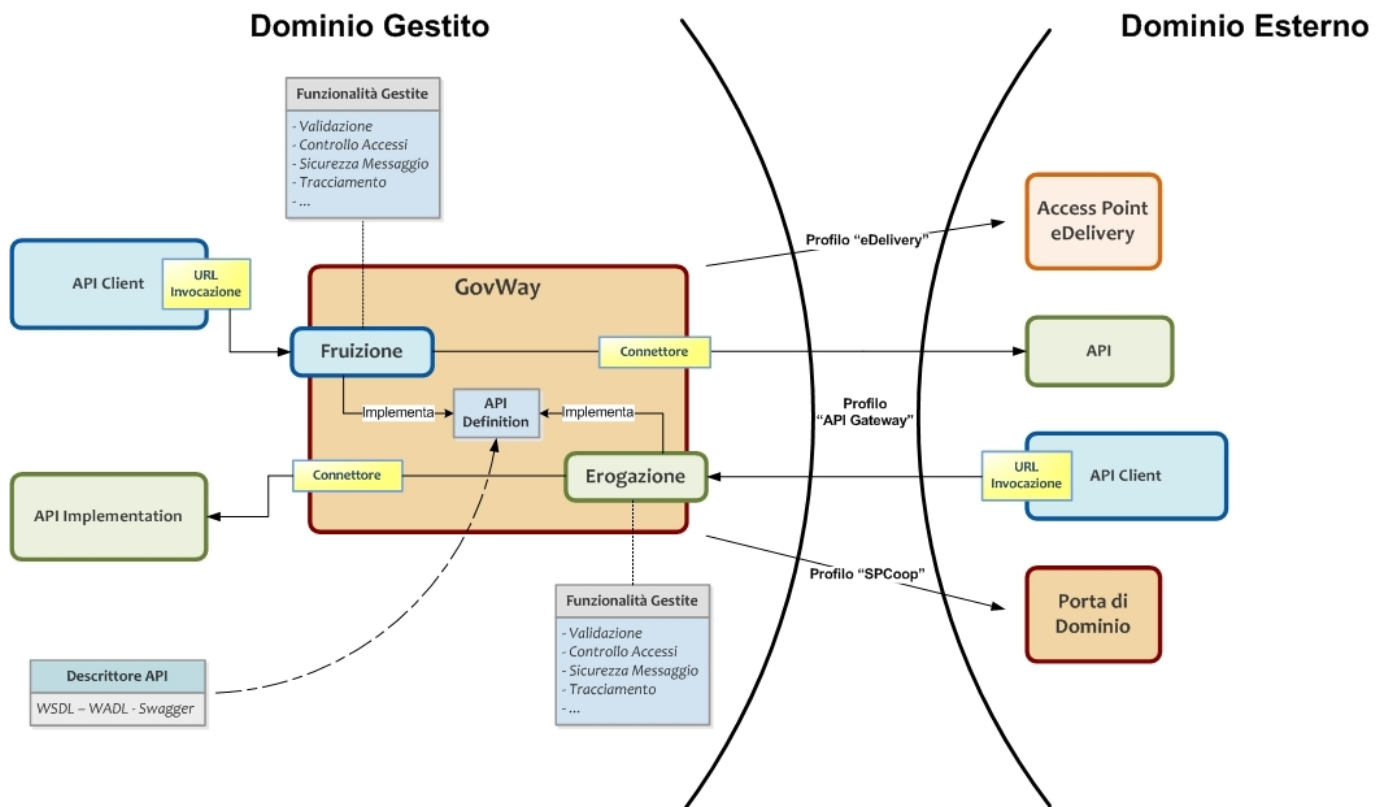 Dominio Gestito
Dominio Esterno
Funzionalità Gestite
- Validazione
- Controllo Accessi
- Sicurezza Messaggio
- Tracciamento
- ...
Access Point
eDelivery
Profilo “eDelivery”
API Client
URL
Invocazione
GovWay
Fruizione
Connettore
API
Implementa
API
Definition
Implementa
Profilo
“API Gateway”
Connettore
Erogazione
URL
Invocazione
API Client
API Implementation
Profilo “SPCoop”
Porta di
Dominio
Funzionalità Gestite
- Validazione
- Controllo Accessi
- Sicurezza Messaggio
- Tracciamento
- ...
Descrittore API
WSDL – WADL - Swagger